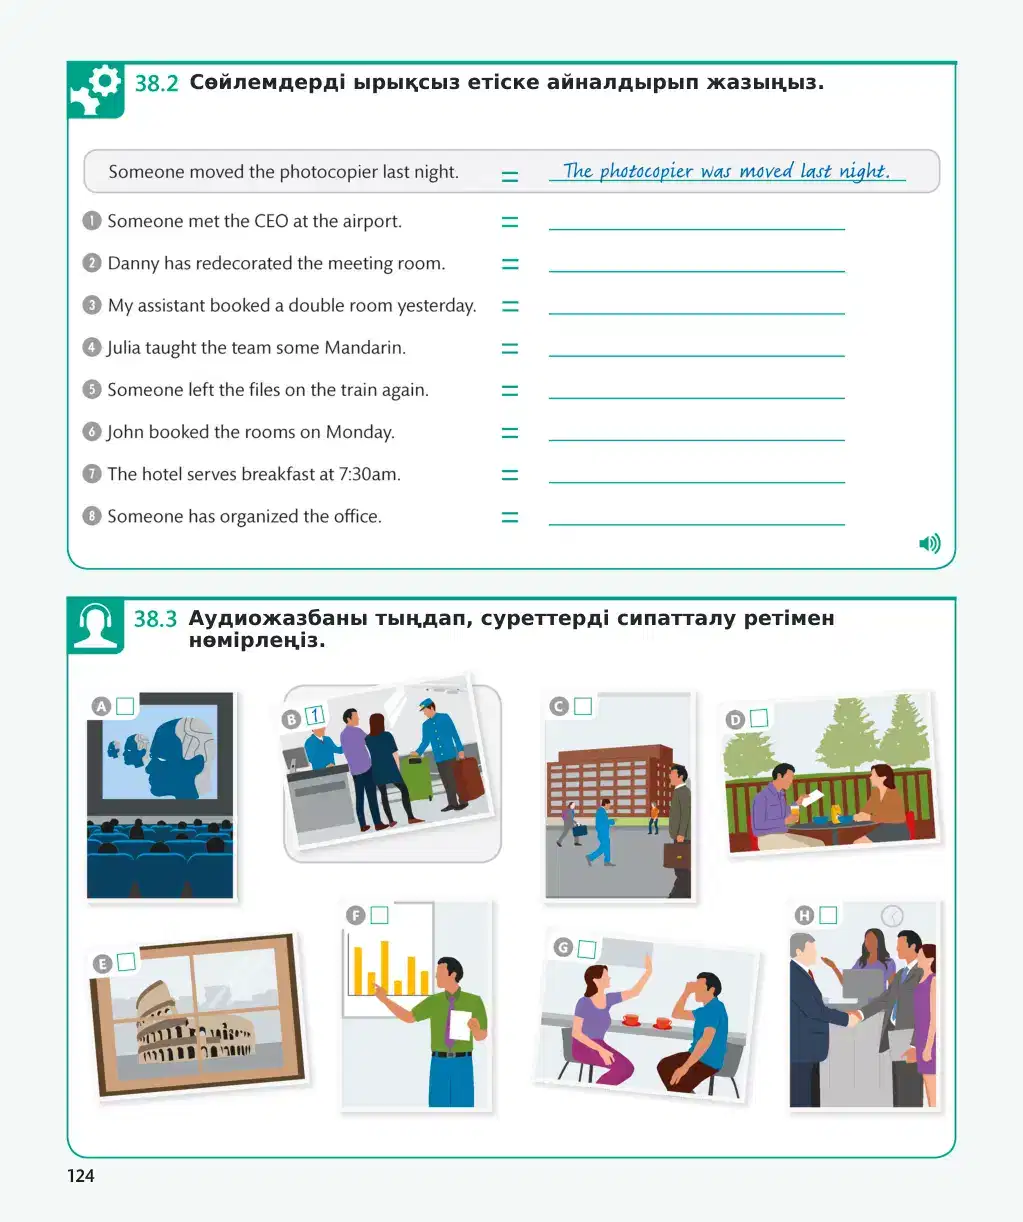 38.2 Сөйлемдерді ырықсыз етіске айналдырып жазыңыз.
Someone moved the photocopier last night. = The photocopier was moved last night.
1 Someone met the CEO at the airport. =
2 Danny has redecorated the meeting room. =
3 My assistant booked a double room yesterday. =
4 Julia taught the team some Mandarin. =
5 Someone left the files on the train again. =
6 John booked the rooms on Monday. =
7 The hotel serves breakfast at 7:30am. =
8 Someone has organized the office. =
38.3 Аудиожазбаны тыңдап, суреттерді сипатталу ретімен
нөмірлеңіз.
A
B 1
C
D
E
F
G
H
124